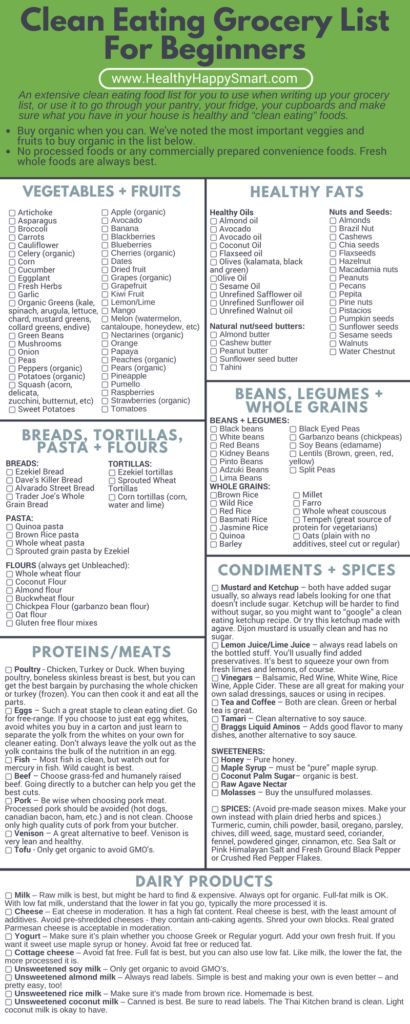 Clean Eating Grocery List
For Beginners
www.HealthyHappySmart.com
An extensive clean eating food list for you to use when writing up your grocery
list, or use it to go through your pantry, your fridge, your cupboards and make
sure what you have in your house is healthy and "clean eating" foods.
• Buy organic when you can. We've noted the most important veggies and
fruits to buy organic in the list below.
• No processed foods or any commercially prepared convenience foods. Fresh
whole foods are always best.
VEGETABLES + FRUITS
☐ Artichoke
☐ Asparagus
☐ Broccoli
☐ Carrots
☐ Cauliflower
☐ Celery (organic)
☐ Corn
☐ Cucumber
☐ Eggplant
☐ Fresh Herbs
☐ Garlic
☐ Organic Greens (kale,
spinach, arugula, lettuce,
chard, mustard greens,
collard greens, endive)
☐ Green Beans
☐ Mushrooms
☐ Onion
☐ Peas
☐ Peppers (organic)
☐ Potatoes (organic)
☐ Squash (acorn,
delicata,
zucchini, butternut, etc)
☐ Sweet Potatoes
☐ Apple (organic)
☐ Avocado
☐ Banana
☐ Blackberries
☐ Blueberries
☐ Cherries (organic)
☐ Dates
☐ Dried fruit
☐ Grapes (organic)
☐ Grapefruit
☐ Kiwi Fruit
☐ Lemon/Lime
☐ Mango
☐ Melon (watermelon,
cantaloupe, honeydew, etc)
☐ Nectarines (organic)
☐ Orange
☐ Papaya
☐ Peaches (organic)
☐ Pears (organic)
☐ Pineapple
☐ Pumello
☐ Raspberries
☐ Strawberries (organic)
☐ Tomatoes
HEALTHY FATS
Healthy Oils
☐ Almond oil
☐ Avocado
☐ Avocado oil
☐ Coconut Oil
☐ Flaxseed oil
☐ Olives (kalamata, black
and green)
☐Olive Oil
☐ Sesame Oil
☐ Unrefined Safflower oil
☐ Unrefined Sunflower oil
☐ Unrefined Walnut oil
Natural nut/seed butters:
☐ Almond butter
☐ Cashew butter
☐ Peanut butter
☐ Sunflower seed butter
☐ Tahini
Nuts and Seeds:
☐ Almonds
☐ Brazil Nut
☐ Cashews
☐ Chia seeds
☐ Flaxseeds
☐ Hazelnut
☐ Macadamia nuts
☐ Peanuts
☐ Pecans
☐ Pepita
☐ Pine nuts
☐ Pistacios
☐ Pumpkin seeds
☐ Sunflower seeds
☐ Sesame seeds
☐ Walnuts
☐ Water Chestnut
BREADS, TORTILLAS,
PASTA + FLOURS
BREADS:
☐ Ezekiel Bread
☐ Dave's Killer Bread
☐ Alvarado Street Bread
☐ Trader Joe's Whole
Grain Bread
TORTILLAS:
☐ Ezekiel tortillas
☐ Sprouted Wheat
Tortillas
☐ Corn tortillas (corn,
water and lime)
PASTA:
☐ Quinoa pasta
☐ Brown Rice pasta
☐ Whole wheat pasta
☐ Sprouted grain pasta by Ezekiel
FLOURS (always get Unbleached):
☐ Whole wheat flour
☐ Coconut Flour
☐ Almond flour
☐ Buckwheat flour
☐ Chickpea Flour (garbanzo bean flour)
☐ Oat flour
☐ Gluten free flour mixes
BEANS, LEGUMES +
WHOLE GRAINS
BEANS + LEGUMES:
☐ Black beans
☐ White beans
☐ Red Beans
☐ Kidney Beans
☐ Pinto Beans
☐ Adzuki Beans
☐ Lima Beans
☐ Black Eyed Peas
☐ Garbanzo beans (chickpeas)
☐ Soy Beans (edamame)
☐ Lentils (Brown, green, red,
yellow)
☐ Split Peas
WHOLE GRAINS:
☐Brown Rice
☐ Wild Rice
☐ Red Rice
☐ Basmati Rice
☐ Jasmine Rice
☐ Quinoa
☐ Barley
☐ Millet
☐ Farro
☐ Whole wheat couscous
☐ Tempeh (great source of
protein for vegetarians)
☐ Oats (plain with no
additives, steel cut or regular)
PROTEINS/MEATS
☐ Poultry - Chicken, Turkey or Duck. When buying
poultry, boneless skinless breast is best, but you can
get the best bargain by purchasing the whole chicken
or turkey (frozen). You can then cook it and eat all the
parts.
☐ Eggs – Such a great staple to clean eating diet. Go
for free-range. If you choose to just eat egg whites,
avoid whites you buy in a carton and just learn to
separate the yolk from the whites on your own for
cleaner eating. Don't always leave the yolk out as the
yolk contains the bulk of the nutrition in an egg.
☐ Fish – Most fish is clean, but watch out for
mercury in fish. Wild caught is best.
☐ Beef – Choose grass-fed and humanely raised
beef. Going directly to a butcher can help you get the
best cuts.
☐ Pork – Be wise when choosing pork meat.
Processed pork should be avoided (hot dogs,
canadian bacon, ham, etc.) and is not clean. Choose
only high quality cuts of pork from your butcher.
☐ Venison – A great alternative to beef. Venison is
very lean and healthy.
☐ Tofu - Only get organic to avoid GMO's.
CONDIMENTS + SPICES
☐ Mustard and Ketchup – both have added sugar
usually, so always read labels looking for one that
doesn't include sugar. Ketchup will be harder to find
without sugar, so you might want to "google" a clean
eating ketchup recipe. Or try this ketchup made with
agave. Dijon mustard is usually clean and has no
sugar.
☐ Lemon Juice/Lime Juice – always read labels on
the bottled stuff. You'll usually find added
preservatives. It's best to squeeze your own from
fresh limes and lemons, of course.
☐ Vinegars – Balsamic, Red Wine, White Wine, Rice
Wine, Apple Cider. These are all great for making your
own salad dressings, sauces or using in recipes.
☐ Tea and Coffee – Both are clean. Green or herbal
tea is great.
☐ Tamari – Clean alternative to soy sauce.
☐ Braggs Liquid Aminos – Adds good flavor to many
dishes, another alternative to soy sauce.
SWEETENERS:
☐ Honey – Pure honey.
☐ Maple Syrup – must be "pure" maple syrup.
☐ Coconut Palm Sugar– organic is best.
☐ Raw Agave Nectar
☐ Molasses – Buy the unsulfured molasses.
☐ SPICES: (Avoid pre-made season mixes. Make your
own instead with plain dried herbs and spices.)
Turmeric, cumin, chili powder, basil, oregano, parsley,
chives, dill weed, sage, mustard seed, coriander,
fennel, powdered ginger, cinnamon, etc. Sea Salt or
Pink Himalayan Salt and Fresh Ground Black Pepper
or Crushed Red Pepper Flakes.
DAIRY PRODUCTS
☐ Milk – Raw milk is best, but might be hard to find & expensive. Always opt for organic. Full-fat milk is OK.
With low fat milk, understand that the lower in fat you go, typically the more processed it is.
☐ Cheese – Eat cheese in moderation. It has a high fat content. Real cheese is best, with the least amount of
additives. Avoid pre-shredded cheeses - they contain anti-caking agents. Shred your own blocks. Real grated
Parmesan cheese is acceptable in moderation.
☐ Yogurt – Make sure it's plain whether you choose Greek or Regular yogurt. Add your own fresh fruit. If you
want it sweet use maple syrup or honey. Avoid fat free or reduced fat.
☐ Cottage cheese – Avoid fat free. Full fat is best, but you can also use low fat. Like milk, the lower the fat, the
more processed it is.
☐ Unsweetened soy milk – Only get organic to avoid GMO's.
☐ Unsweetened almond milk – Always read labels. Simple is best and making your own is even better – and
pretty easy, too!
☐ Unsweetened rice milk – Make sure it's made from brown rice. Homemade is best.
☐ Unsweetened coconut milk – Canned is best. Be sure to read labels. The Thai Kitchen brand is clean. Light
coconut milk is okay to have.